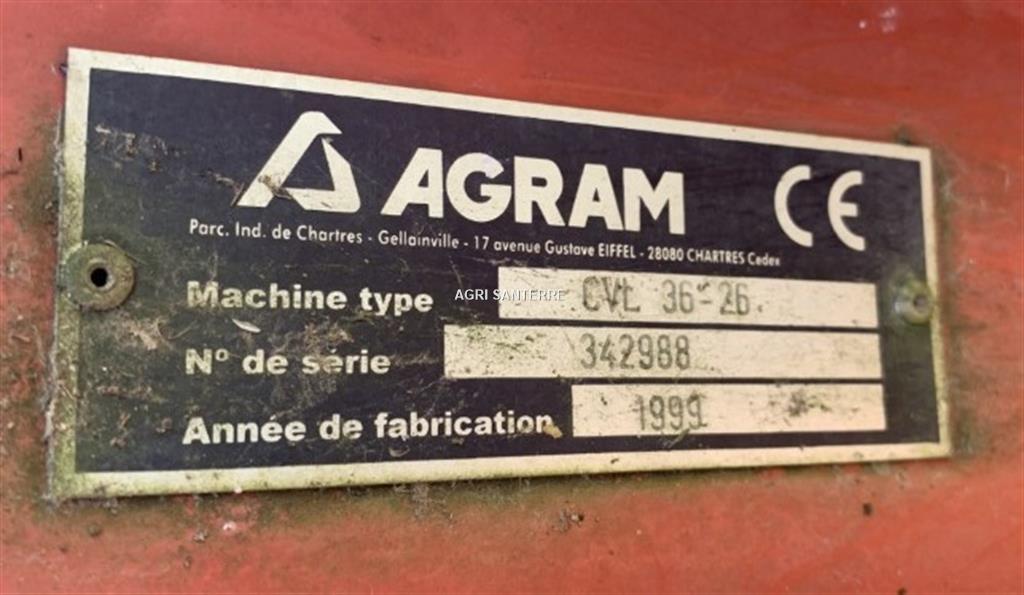 AGRAM CE
Parc. Ind. de Chartres - Gellainville - 17 avenue Gustave EIFFEL - 28080 CHARTRES Cedex
Machine type CVL 36-26
N° de série 342988
Année de fabrication 1999
AGRI SANTERRE